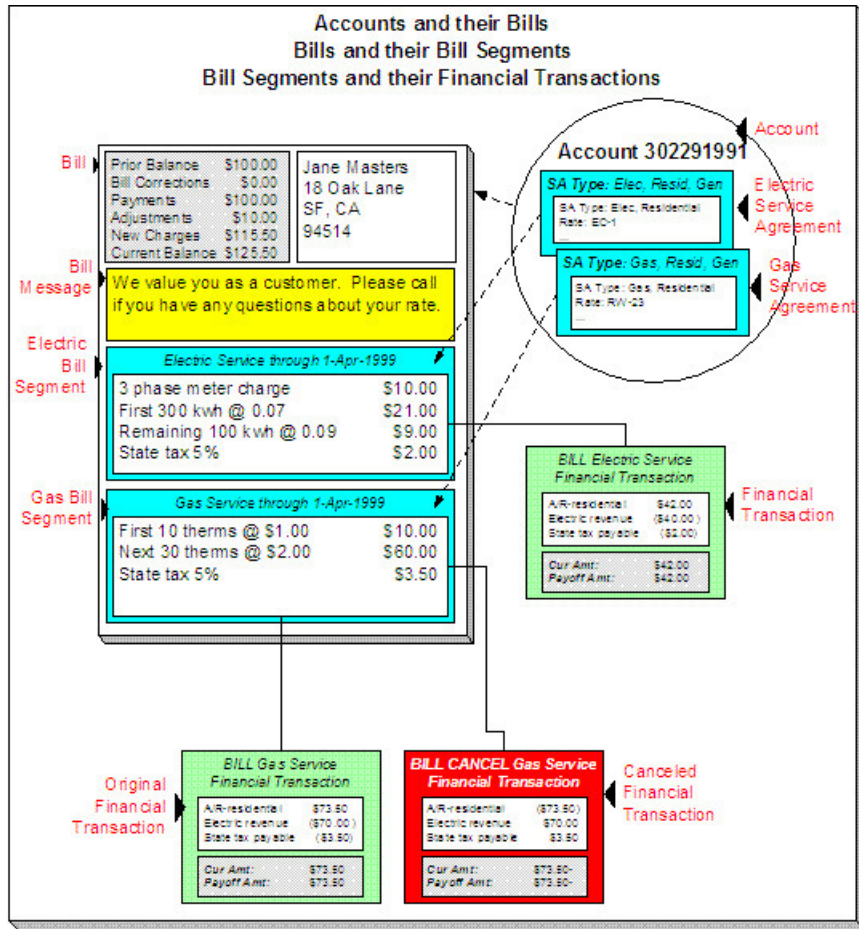 Accounts and their Bills
Bills and their Bill Segments
Bill Segments and their Financial Transactions
Account
Account 302291991
Bill
Prior Balance $100.00
Bill Corrections $0.00
Payments $100.00
Adjustments $10.00
New Charges $115.50
Current Balance $125.50
Jane Masters
18 Oak Lane
SF, CA
94514
SA Type: Elec, Resid, Gen
SA Type: Elec, Residential
Rate: EC-1
...
Electric
Service
Agreement
SA Type: Gas, Resid, Gen
SA Type: Gas, Residential
Rate: RW-23
...
Gas
Service
Agreement
Bill
Message
We value you as a customer. Please call
if you have any questions about your rate.
Electric
Bill
Segment
Electric Service through 1-Apr-1999
3 phase meter charge $10.00
First 300 kwh @ 0.07 $21.00
Remaining 100 kwh @ 0.09 $9.00
State tax 5% $2.00
Gas Bill
Segment
Gas Service through 1-Apr-1999
First 10 therms @ $1.00 $10.00
Next 30 therms @ $2.00 $60.00
State tax 5% $3.50
BILL Electric Service
Financial Transaction
A/R-residential $42.00
Electric revenue ($40.00)
State tax payable ($2.00)
Cur Amt: $42.00
Payoff Amt: $42.00
Financial
Transaction
Original
Financial
Transaction
BILL Gas Service
Financial Transaction
A/R-residential $73.50
Electric revenue ($70.00)
State tax payable ($3.50)
Cur Amt: $73.50
Payoff Amt: $73.50
BILL CANCEL Gas Service
Financial Transaction
A/R-residential ($73.50)
Electric revenue $70.00
State tax payable $3.50
Cur Amt: $73.50-
Payoff Amt: $73.50-
Canceled
Financial
Transaction